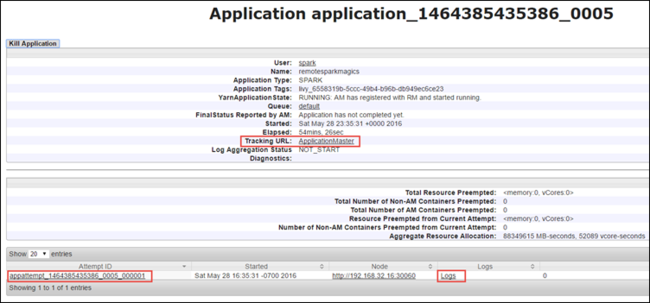 Application application_1464385435386_0005
Kill Application
User: spark
Name: remotesparkmagics
Application Type: SPARK
Application Tags: livy_6558319b-5ccc-49b4-b96b-db949ec6ce23
YarnApplicationState: RUNNING: AM has registered with RM and started running.
Queue: default
FinalStatus Reported by AM: Application has not completed yet.
Started: Sat May 28 23:35:31 +0000 2016
Elapsed: 54mins, 26sec
Tracking URL: ApplicationMaster
Log Aggregation Status NOT_START
Diagnostics:
Total Resource Preempted: <memory:0, vCores:0>
Total Number of Non-AM Containers Preempted: 0
Total Number of AM Containers Preempted: 0
Resource Preempted from Current Attempt: <memory:0, vCores:0>
Number of Non-AM Containers Preempted from Current Attempt: 0
Aggregate Resource Allocation: 88349615 MB-seconds, 52089 vcore-seconds
Show 20 entries
Attempt ID Started Node Logs
appattempt_1464385435386_0005_000001 Sat May 28 16:35:31 -0700 2016 http://192.168.32.16:30060 Logs 0
Showing 1 to 1 of 1 entries